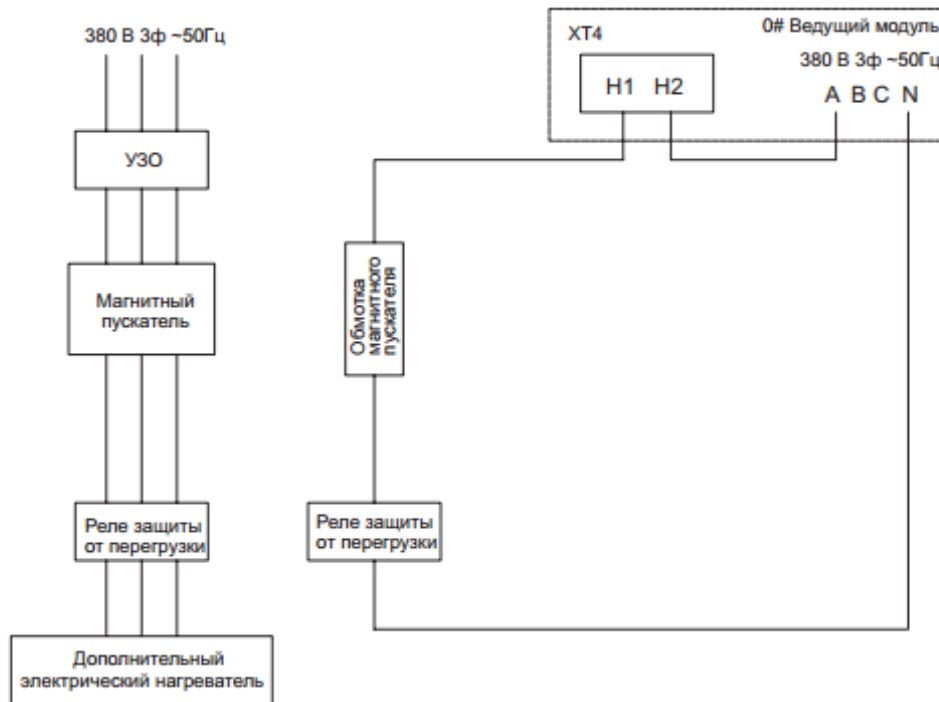 380 В 3ф ~50Гц
УЗО
Магнитный
пускатель
Реле защиты
от перегрузки
Дополнительный
электрический нагреватель
XT4
0# Ведущий модуль
380 В 3ф ~50Гц
H1 H2
A B C N
Обмотка
магнитного
пускателя
Реле защиты
от перегрузки